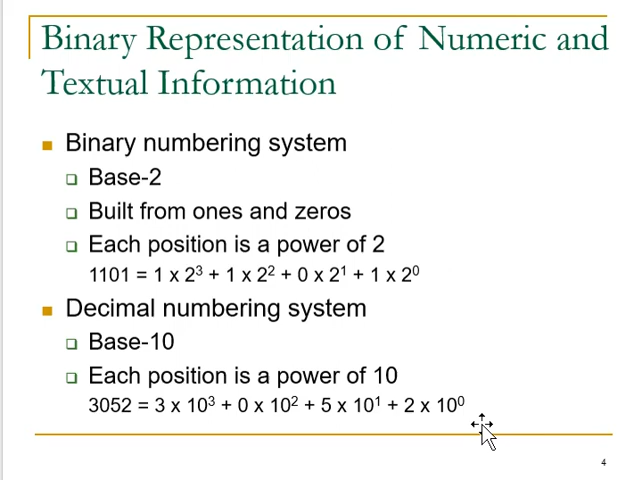 Binary Representation of Numeric and
Textual Information
Binary numbering system
Base-2
Built from ones and zeros
Each position is a power of 2
1101 = 1 x 2³ + 1 x 2² + 0 x 2¹ + 1 x 2⁰
Decimal numbering system
Base-10
Each position is a power of 10
3052 = 3 x 10³ + 0 x 10² + 5 x 10¹ + 2 x 10⁰
4